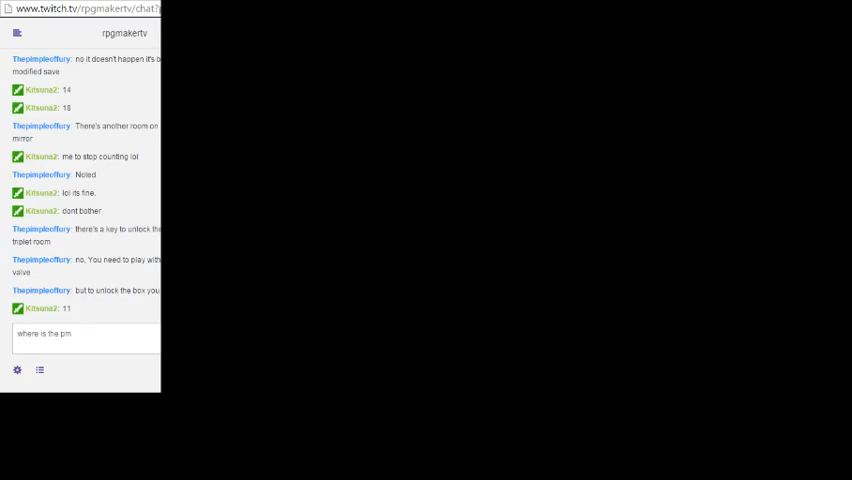 www.twitch.tv/rpgmakertv/chat?
rpgmakertv
Thepimpleoffury: no it doesn't happen it's
modified save
Kitsuna2: 14
Kitsuna2: 18
Thepimpleoffury: There's another room on
mirror
Kitsuna2: me to stop counting lol
Thepimpleoffury: Noted
Kitsuna2: lol its fine.
Kitsuna2: dont bother
Thepimpleoffury: there's a key to unlock the
triplet room
Thepimpleoffury: no, You need to play with
valve
Thepimpleoffury: but to unlock the box you
Kitsuna2: 11
where is the pm